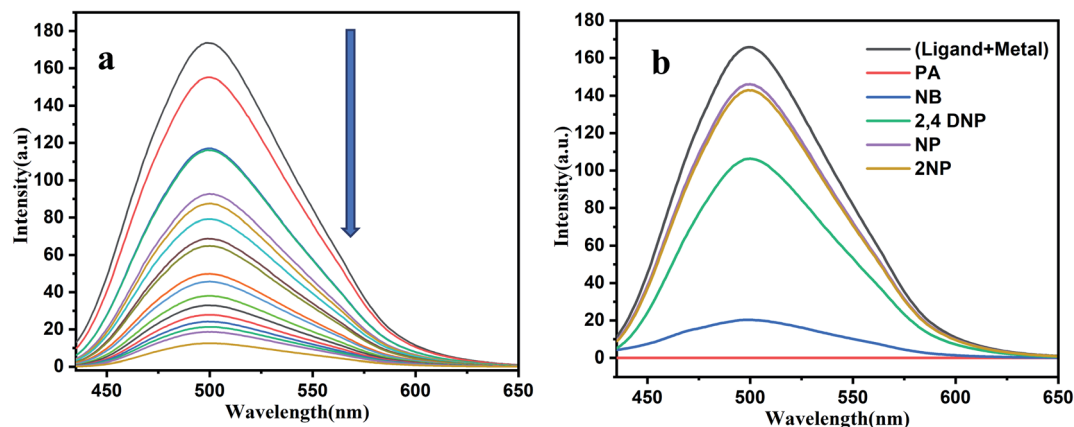 a
Intensity(a.u)
180
160
140
120
100
80
60
40
20
0
450
500
550
600
650
Wavelength(nm)
b
Intensity(a.u.)
180
160
140
120
100
80
60
40
20
0
450
500
550
600
650
Wavelength(nm)
(Ligand+Metal)
PA
NB
2,4 DNP
NP
2NP